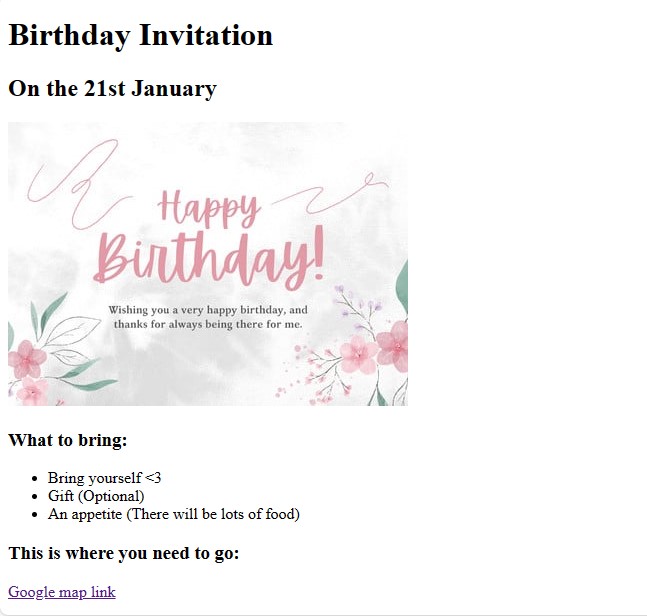 Birthday Invitation
On the 21st January
Happy
Birthday!
Wishing you a very happy birthday, and
thanks for always being there for me.
What to bring:
Bring yourself <3
Gift (Optional)
An appetite (There will be lots of food)
This is where you need to go:
Google map link